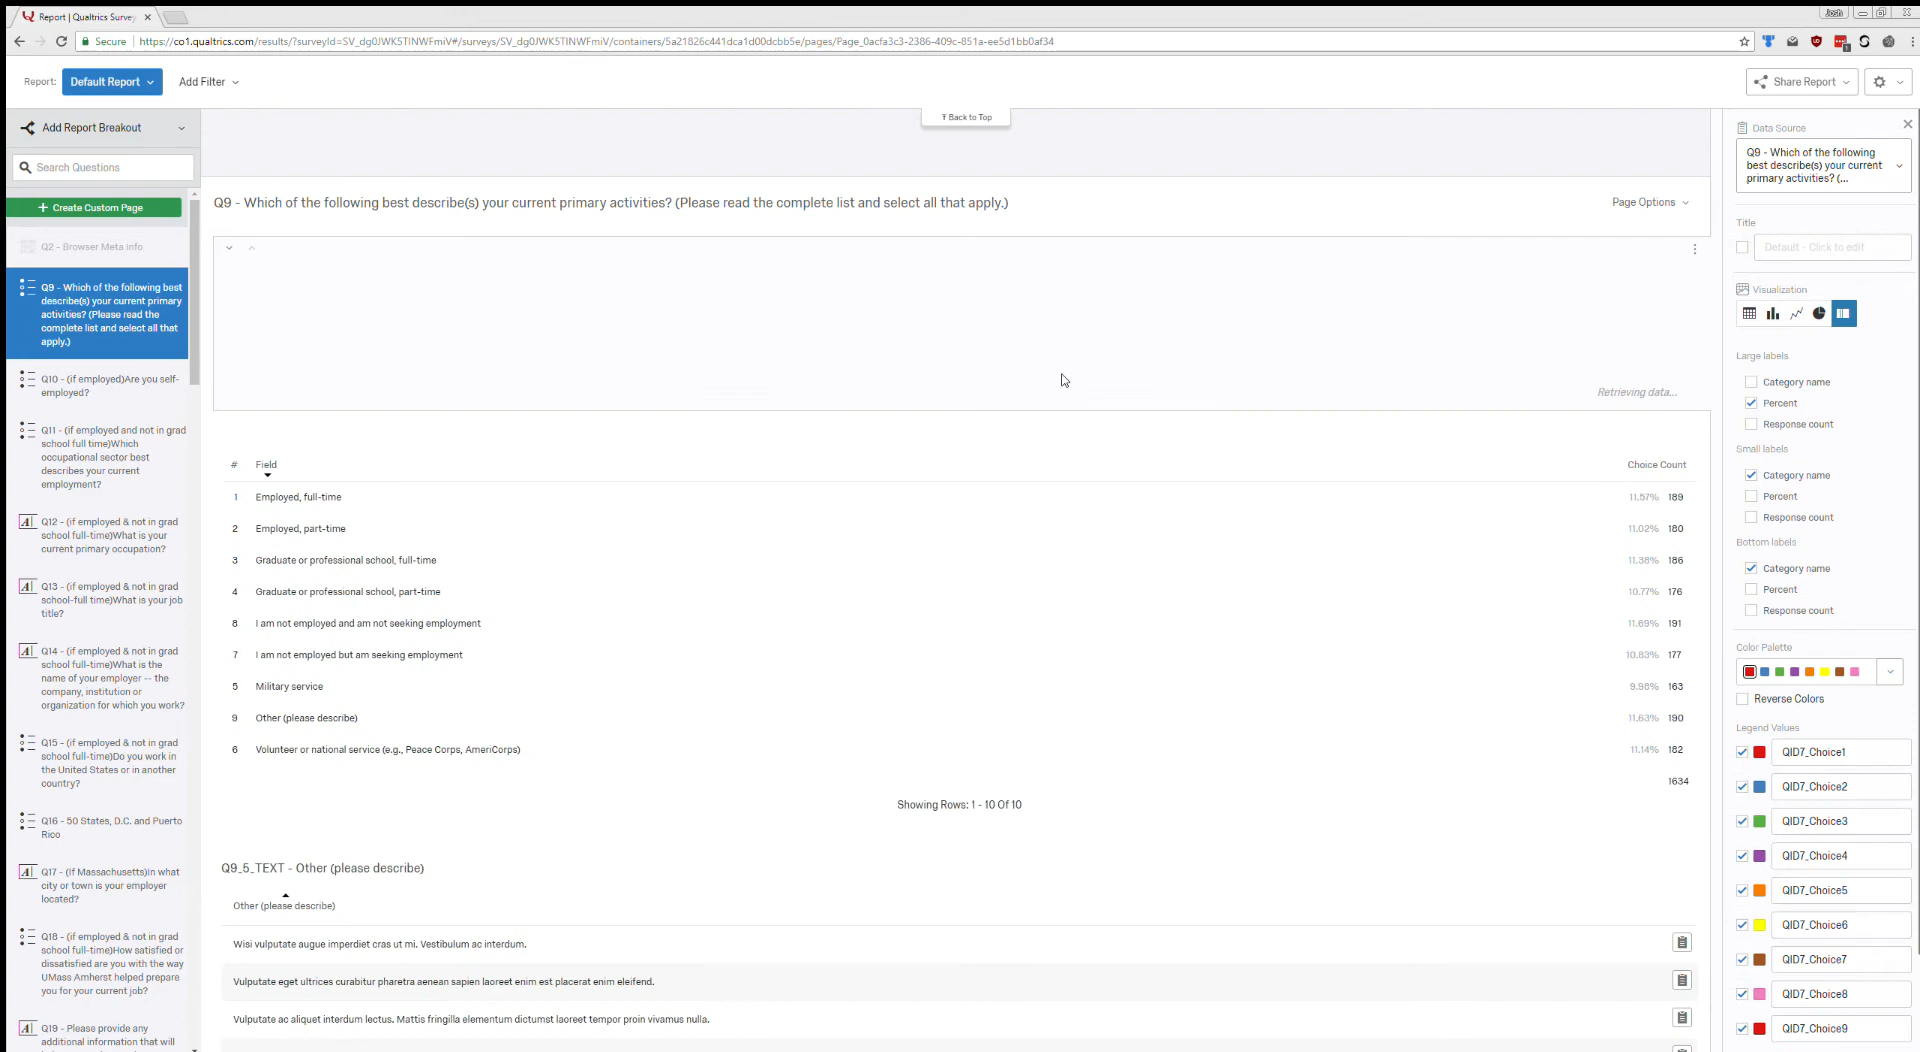 Report | Qualtrics Survey
Josh
Secure
https://co1.qualtrics.com/results/?surveyId=SV_dg0JWK5TINWFmiV#/surveys/SV_dg0JWK5TINWFmiV/containers/5a21826c441dca1d00dcbb5e/pages/Page_0acfa3c3-2386-409c-851a-ee5d1bb0af34
Report:
Default Report
Add Filter
Share Report
Add Report Breakout
Search Questions
Create Custom Page
Q2 - Browser Meta Info
Q9 - Which of the following best
describe(s) your current primary
activities? (Please read the
complete list and select all that
apply.)
Q10 - (if employed)Are you self-
employed?
Q11 - (if employed and not in grad
school full time)Which
occupational sector best
describes your current
employment?
Q12 - (if employed & not in grad
school full-time)What is your
current primary occupation?
Q13 - (if employed & not in grad
school-full time)What is your job
title?
Q14 - (if employed & not in grad
school full-time)What is the
name of your employer -- the
company, institution or
organization for which you work?
Q15 - (if employed & not in grad
school full-time)Do you work in
the United States or in another
country?
Q16 - 50 States, D.C. and Puerto
Rico
Q17 - (If Massachusetts)In what
city or town is your employer
located?
Q18 - (if employed & not in grad
school full-time)How satisfied or
dissatisfied are you with the way
UMass Amherst helped prepare
you for your current job?
Q19 - Please provide any
additional information that will
Back to Top
Q9 - Which of the following best describe(s) your current primary activities? (Please read the complete list and select all that apply.)
Page Options
Retrieving data...
# Field Choice Count
1 Employed, full-time 11.57% 189
2 Employed, part-time 11.02% 180
3 Graduate or professional school, full-time 11.38% 186
4 Graduate or professional school, part-time 10.77% 176
8 I am not employed and am not seeking employment 11.69% 191
7 I am not employed but am seeking employment 10.83% 177
5 Military service 9.98% 163
9 Other (please describe) 11.63% 190
6 Volunteer or national service (e.g., Peace Corps, AmeriCorps) 11.14% 182
1634
Showing Rows: 1 - 10 Of 10
Q9_5_TEXT - Other (please describe)
Other (please describe)
Wisi vulputate augue imperdiet cras ut mi. Vestibulum ac interdum.
Vulputate eget ultrices curabitur pharetra aenean sapien laoreet enim est placerat enim eleifend.
Vulputate ac aliquet interdum lectus. Mattis fringilla elementum dictumst laoreet tempor proin vivamus nulla.
Data Source
Q9 - Which of the following
best describe(s) your current
primary activities? (...
Title
Default - Click to edit
Visualization
Large labels
Category name
Percent
Response count
Small labels
Category name
Percent
Response count
Bottom labels
Category name
Percent
Response count
Color Palette
Reverse Colors
Legend Values
QID7_Choice1
QID7_Choice2
QID7_Choice3
QID7_Choice4
QID7_Choice5
QID7_Choice6
QID7_Choice7
QID7_Choice8
QID7_Choice9